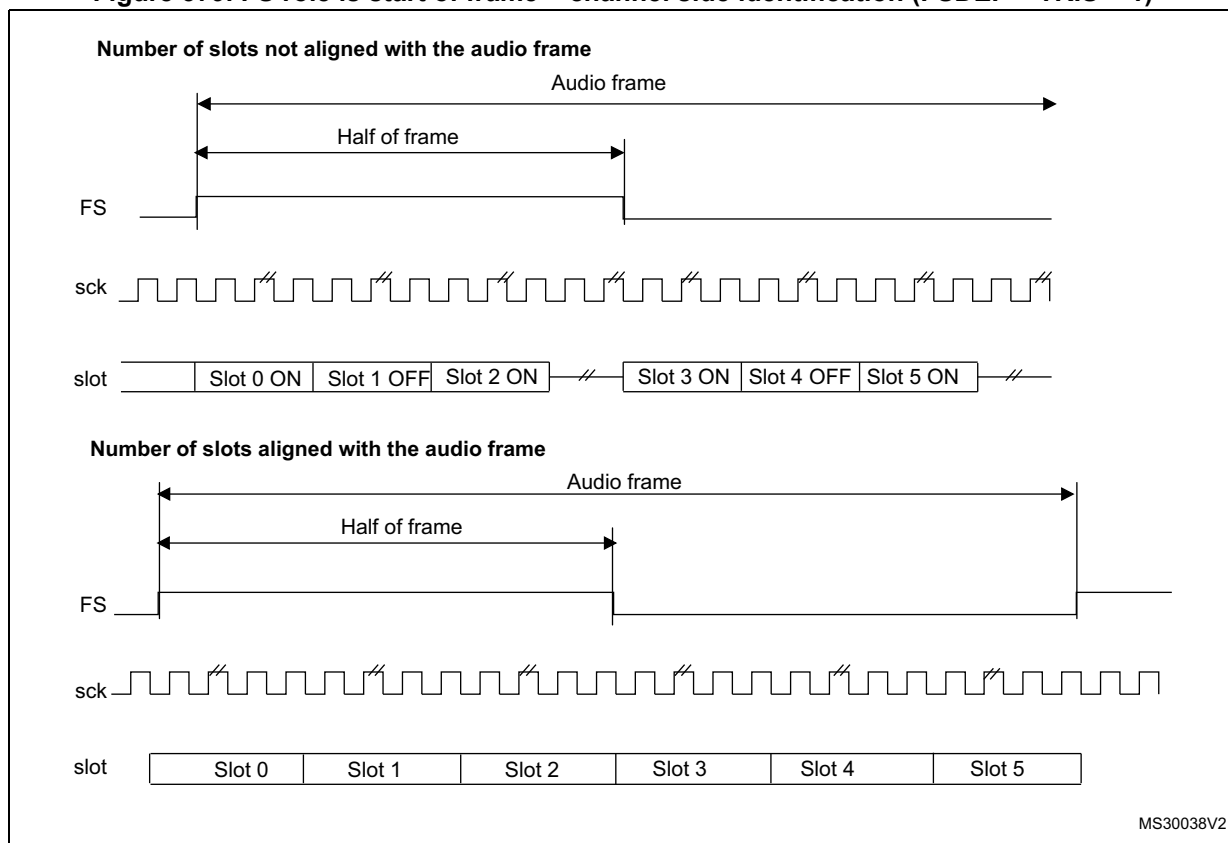 Number of slots not aligned with the audio frame
Audio frame
Half of frame
FS
sck
slot Slot 0 ON Slot 1 OFF Slot 2 ON Slot 3 ON Slot 4 OFF Slot 5 ON
Number of slots aligned with the audio frame
Audio frame
Half of frame
FS
sck
slot Slot 0 Slot 1 Slot 2 Slot 3 Slot 4 Slot 5
MS30038V2